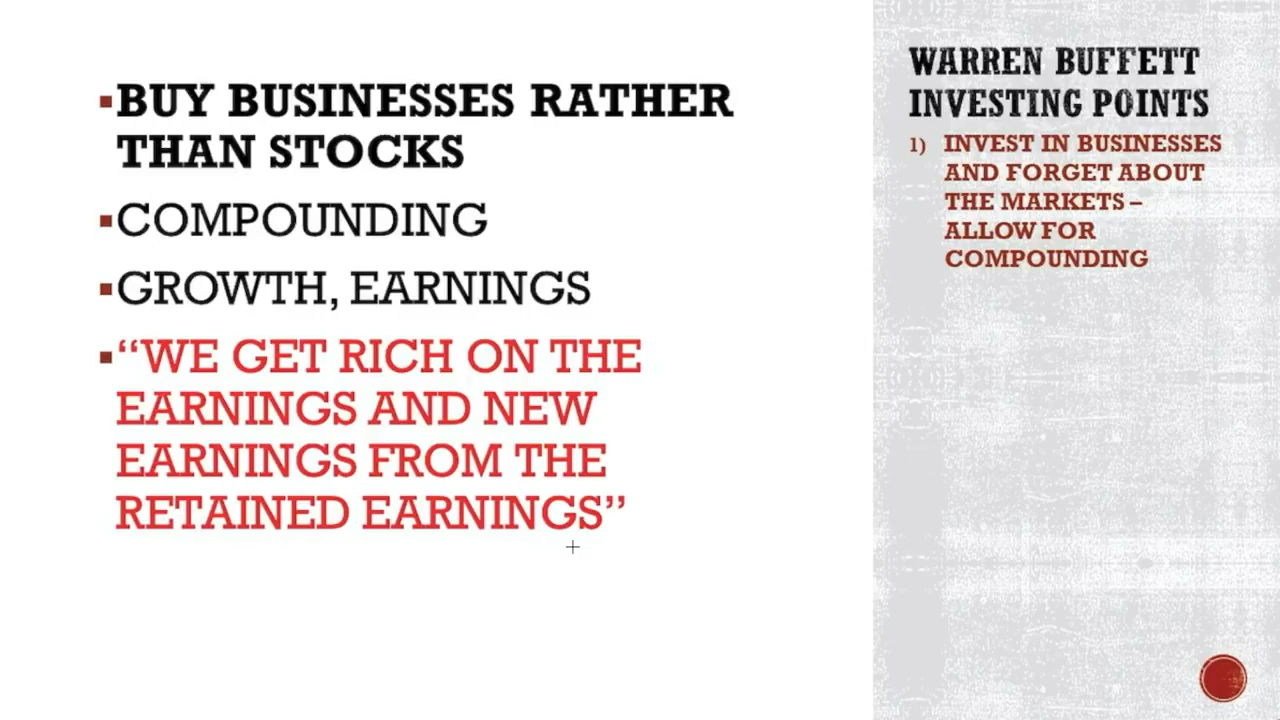 ▪BUY BUSINESSES RATHER
THAN STOCKS
▪COMPOUNDING
▪GROWTH, EARNINGS
▪“WE GET RICH ON THE
EARNINGS AND NEW
EARNINGS FROM THE
RETAINED EARNINGS”
WARREN BUFFETT
INVESTING POINTS
1) INVEST IN BUSINESSES
AND FORGET ABOUT
THE MARKETS –
ALLOW FOR
COMPOUNDING